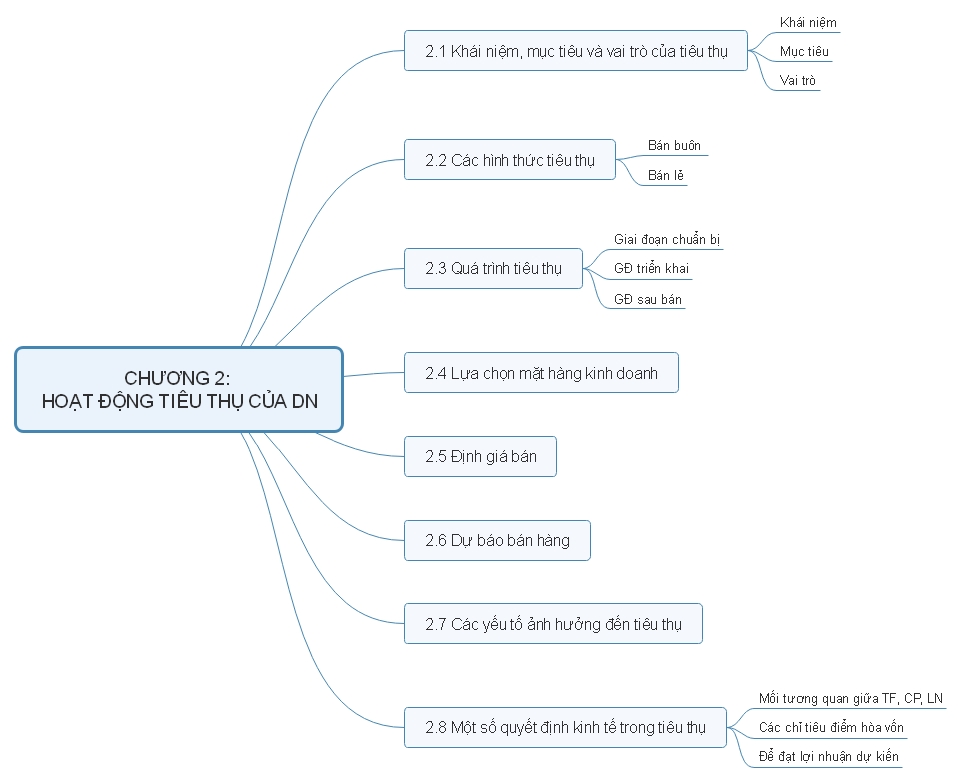 CHƯƠNG 2:
HOẠT ĐỘNG TIÊU THỤ CỦA DN
2.1 Khái niệm, mục tiêu và vai trò của tiêu thụ
Khái niệm
Mục tiêu
Vai trò
2.2 Các hình thức tiêu thụ
Bán buôn
Bán lẻ
2.3 Quá trình tiêu thụ
Giai đoạn chuẩn bị
GĐ triển khai
GĐ sau bán
2.4 Lựa chọn mặt hàng kinh doanh
2.5 Định giá bán
2.6 Dự báo bán hàng
2.7 Các yếu tố ảnh hưởng đến tiêu thụ
2.8 Một số quyết định kinh tế trong tiêu thụ
Mối tương quan giữa TF, CP, LN
Các chỉ tiêu điểm hòa vốn
Để đạt lợi nhuận dự kiến